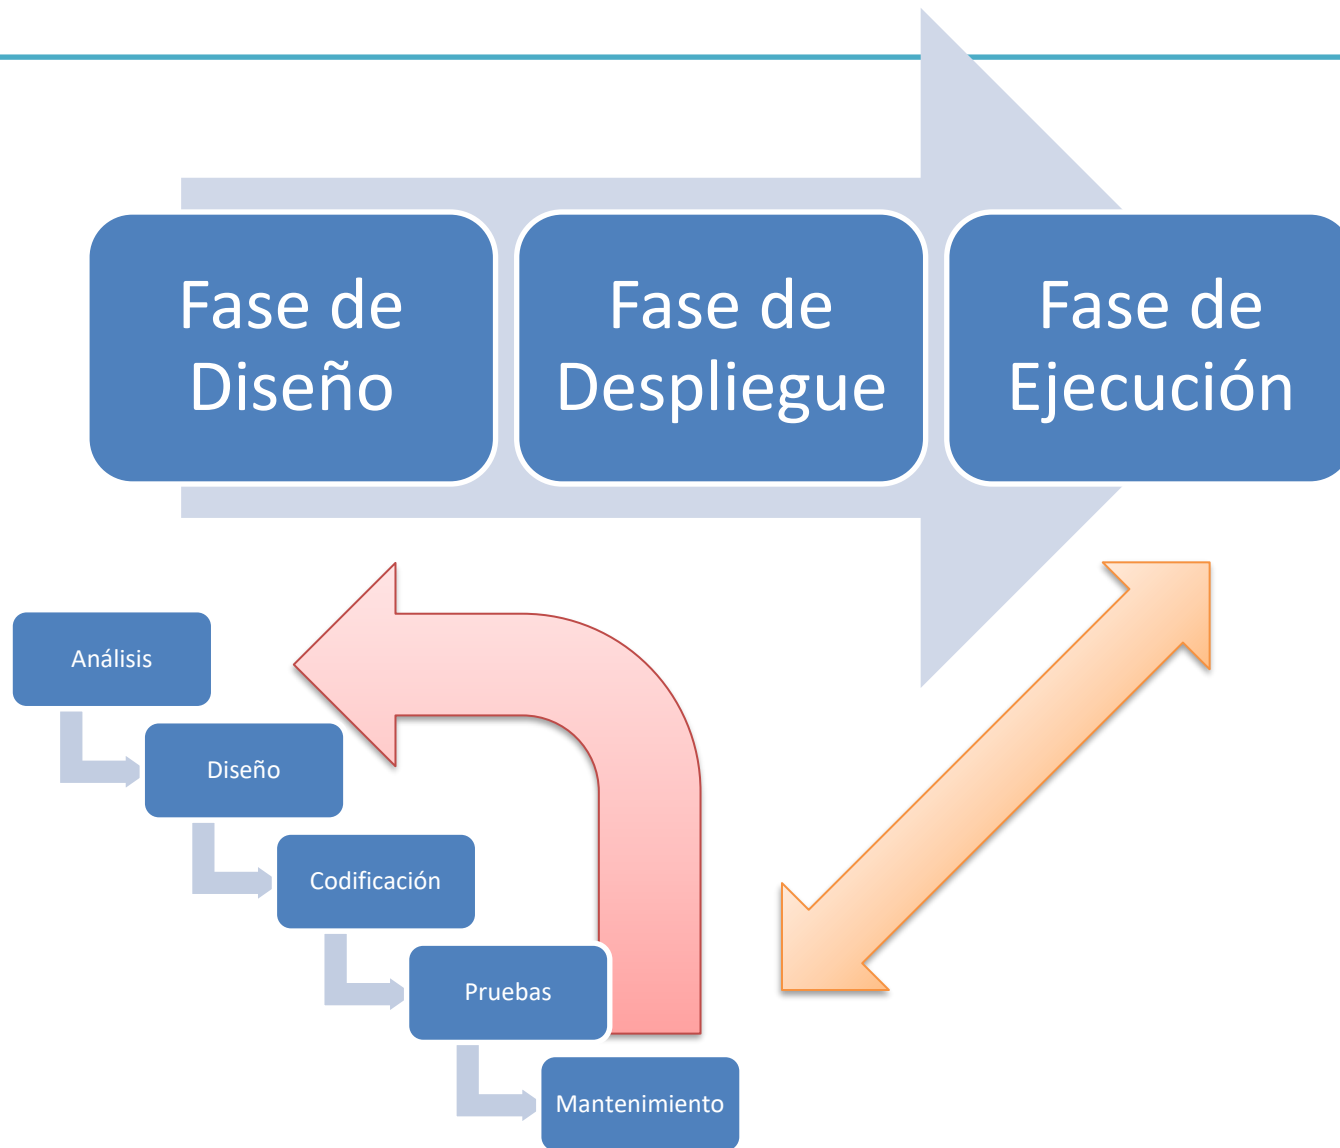 Fase de
Diseño
Fase de
Despliegue
Fase de
Ejecución
Análisis
Diseño
Codificación
Pruebas
Mantenimiento